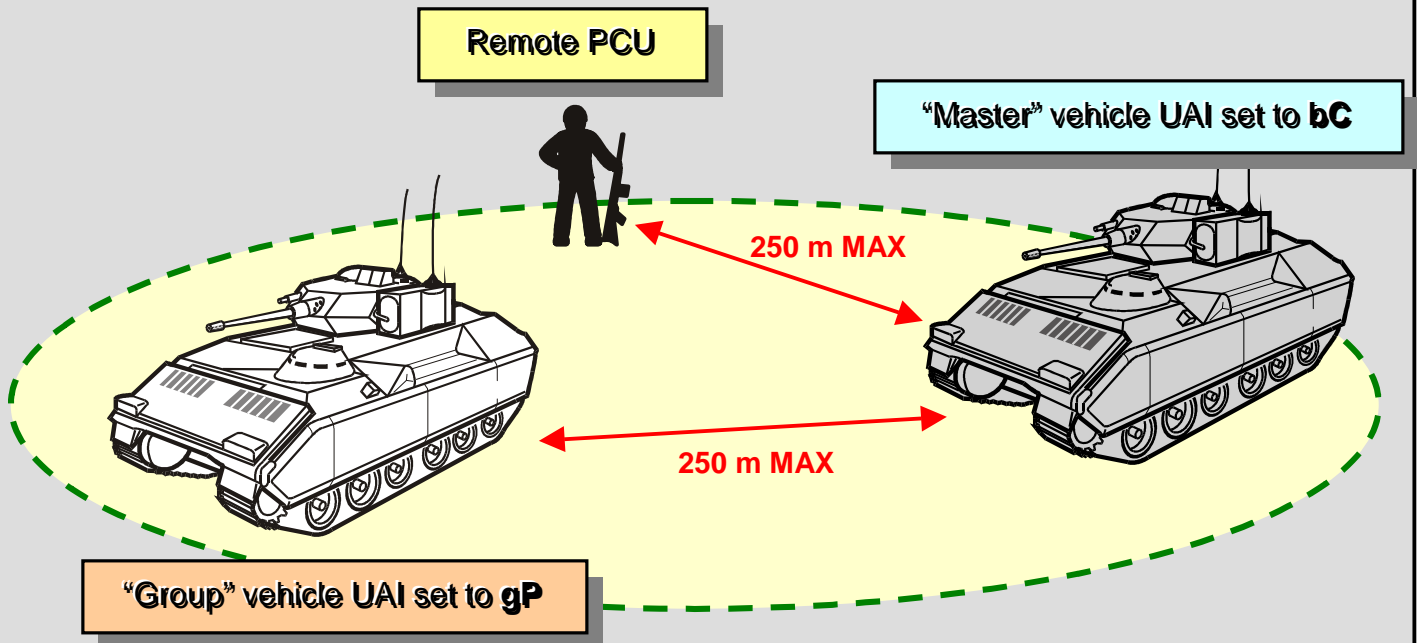 Remote PCU
“Master” vehicle UAI set to bC
250 m MAX
250 m MAX
“Group” vehicle UAI set to gP